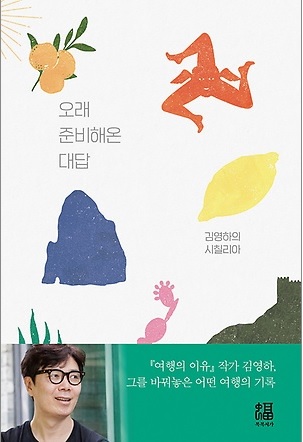 오래
준비해온
대답
김영하의
시칠리아
『여행의 이유』 작가 김영하,
그를 바꿔놓은 어떤 여행의 기록
복복서가